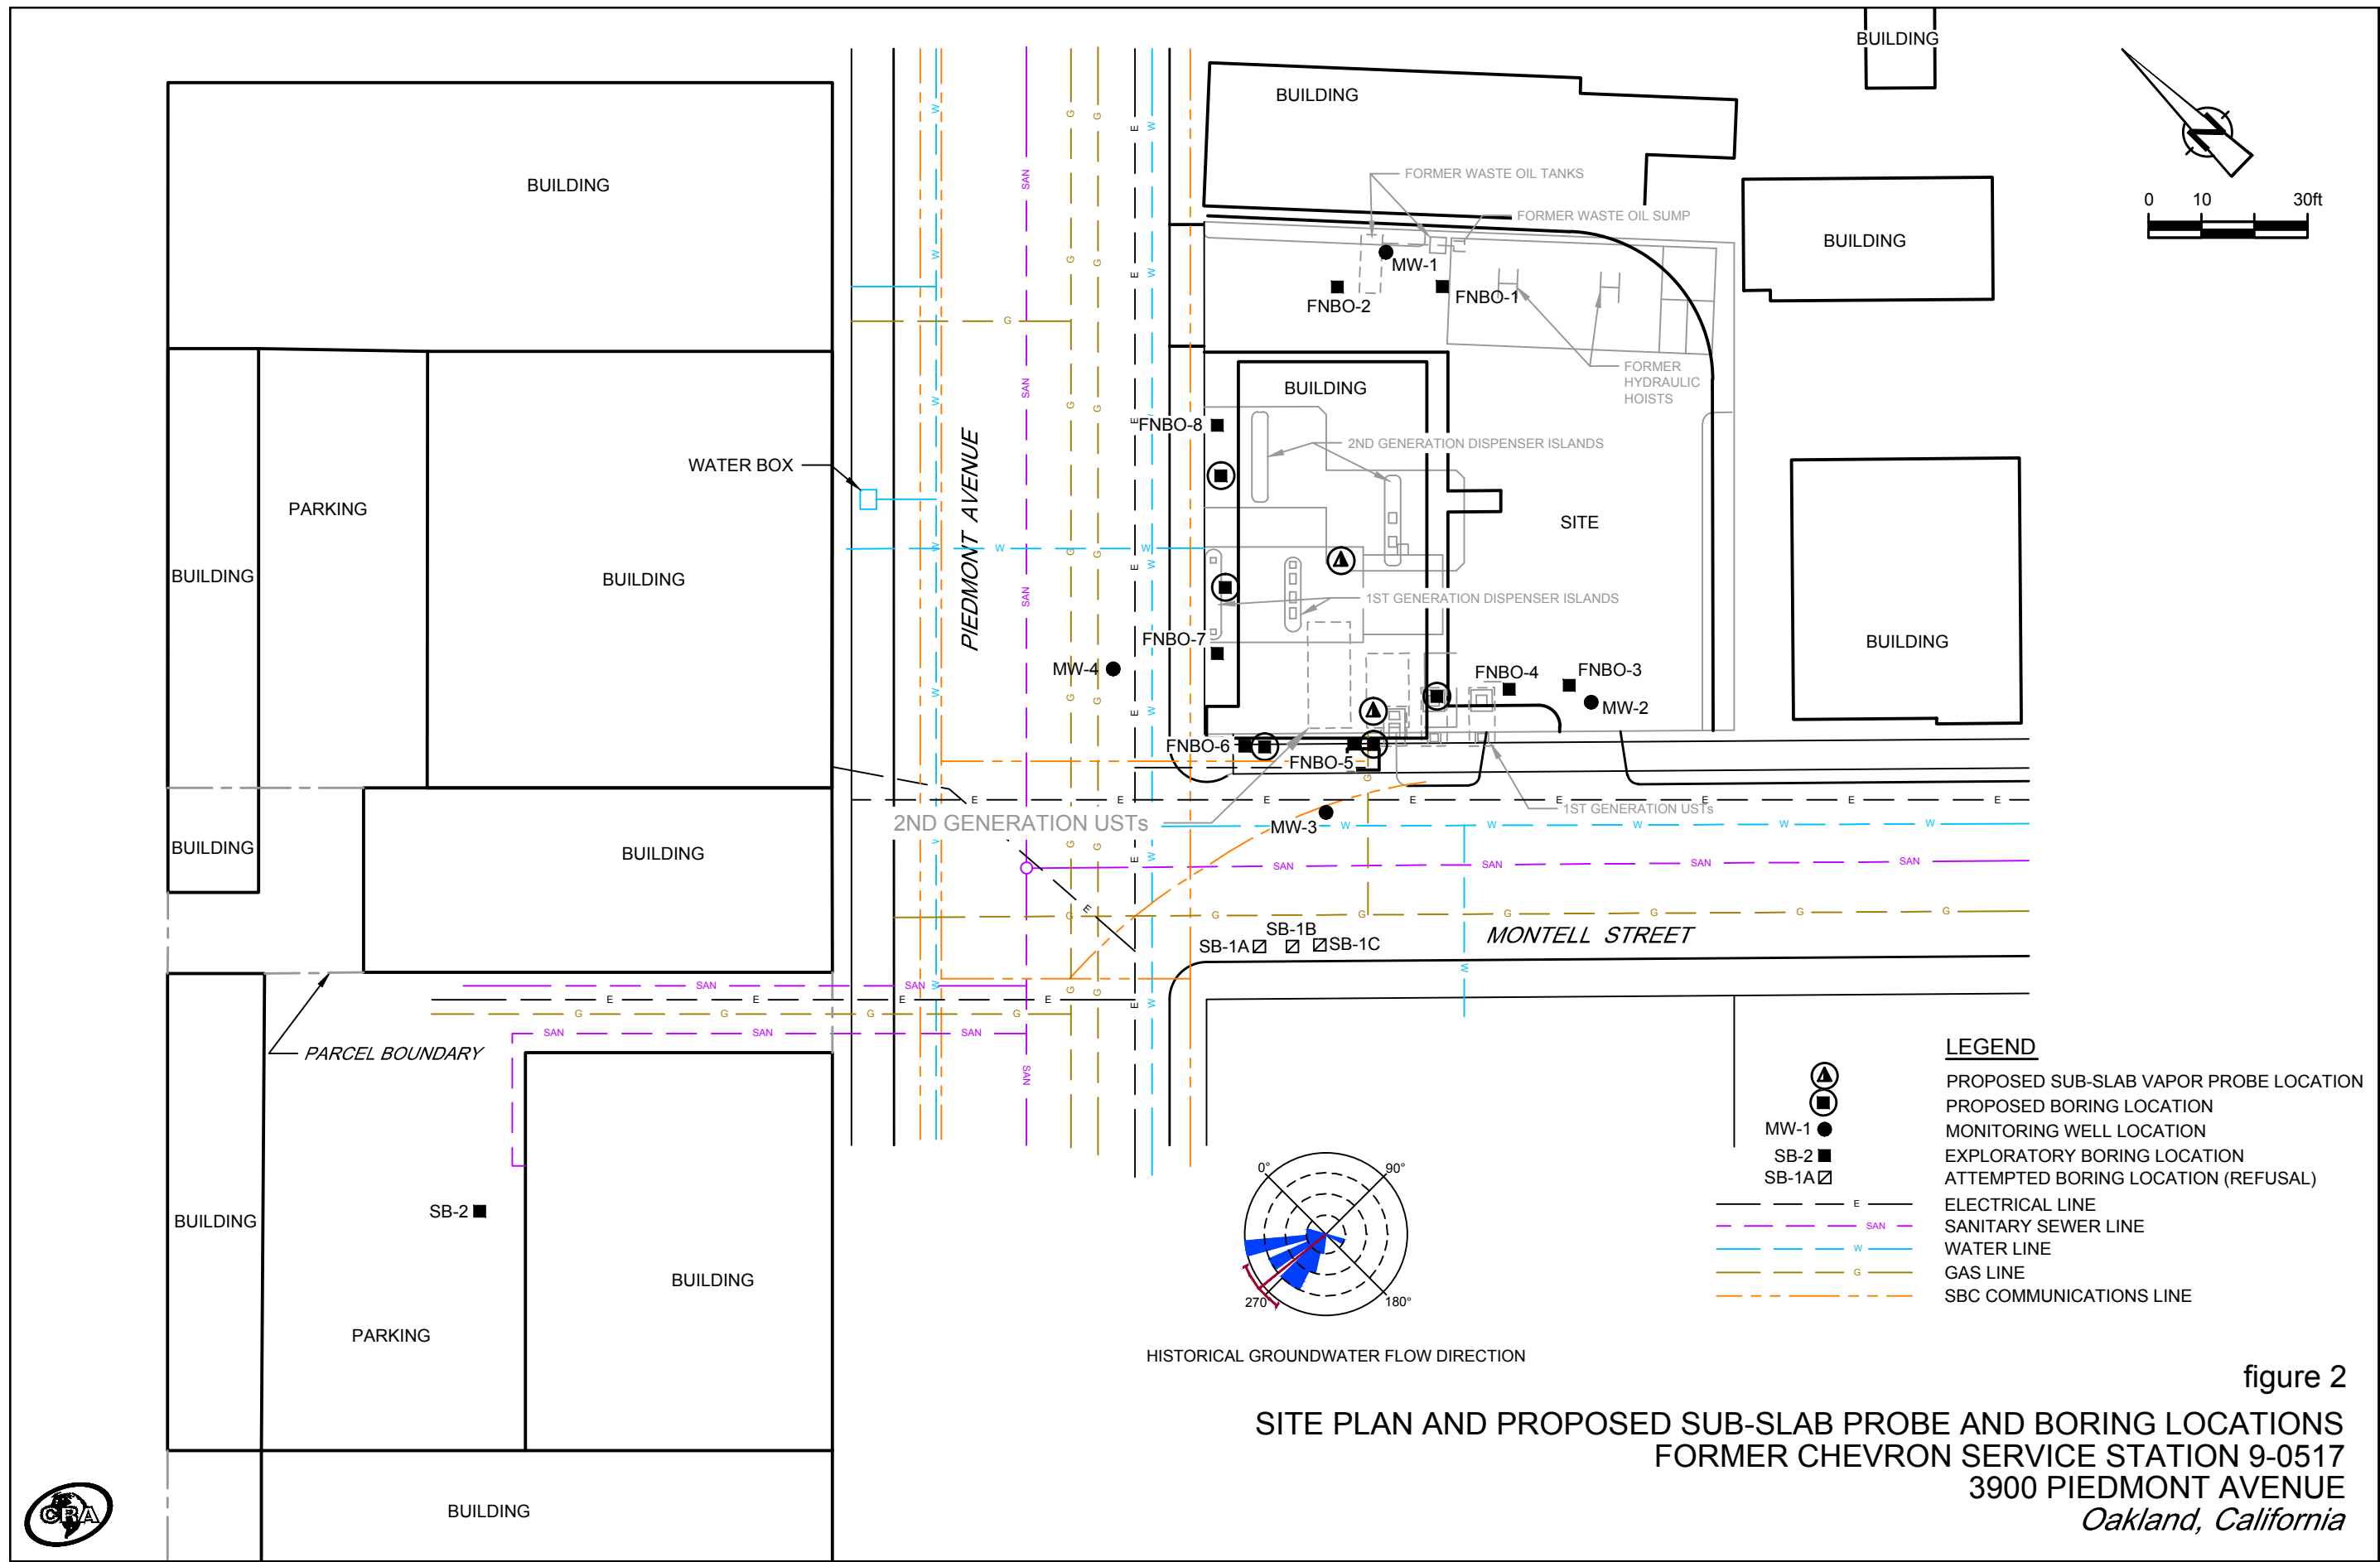 BUILDING
BUILDING
BUILDING
FORMER WASTE OIL TANKS
FORMER WASTE OIL SUMP
N
0 10 30ft
BUILDING
MW-1
FNBO-2
FNBO-1
FORMER
HYDRAULIC
HOISTS
BUILDING
FNBO-8
2ND GENERATION DISPENSER ISLANDS
WATER BOX
PIEDMONT AVENUE
PARKING
SITE
BUILDING
BUILDING
1ST GENERATION DISPENSER ISLANDS
FNBO-7
BUILDING
MW-4
FNBO-4
FNBO-3
MW-2
FNBO-6
FNBO-5
1ST GENERATION USTs
2ND GENERATION USTs
MW-3
BUILDING
BUILDING
SB-1A
SB-1B
SB-1C
MONTELL STREET
PARCEL BOUNDARY
SAN
E
G
W
LEGEND
PROPOSED SUB-SLAB VAPOR PROBE LOCATION
PROPOSED BORING LOCATION
MW-1 MONITORING WELL LOCATION
SB-2 EXPLORATORY BORING LOCATION
SB-1A ATTEMPTED BORING LOCATION (REFUSAL)
E ELECTRICAL LINE
SAN SANITARY SEWER LINE
W WATER LINE
G GAS LINE
SBC COMMUNICATIONS LINE
0° 90°
270 180°
HISTORICAL GROUNDWATER FLOW DIRECTION
SB-2
BUILDING
BUILDING
PARKING
BUILDING
figure 2
SITE PLAN AND PROPOSED SUB-SLAB PROBE AND BORING LOCATIONS
FORMER CHEVRON SERVICE STATION 9-0517
3900 PIEDMONT AVENUE
Oakland, California
CRA